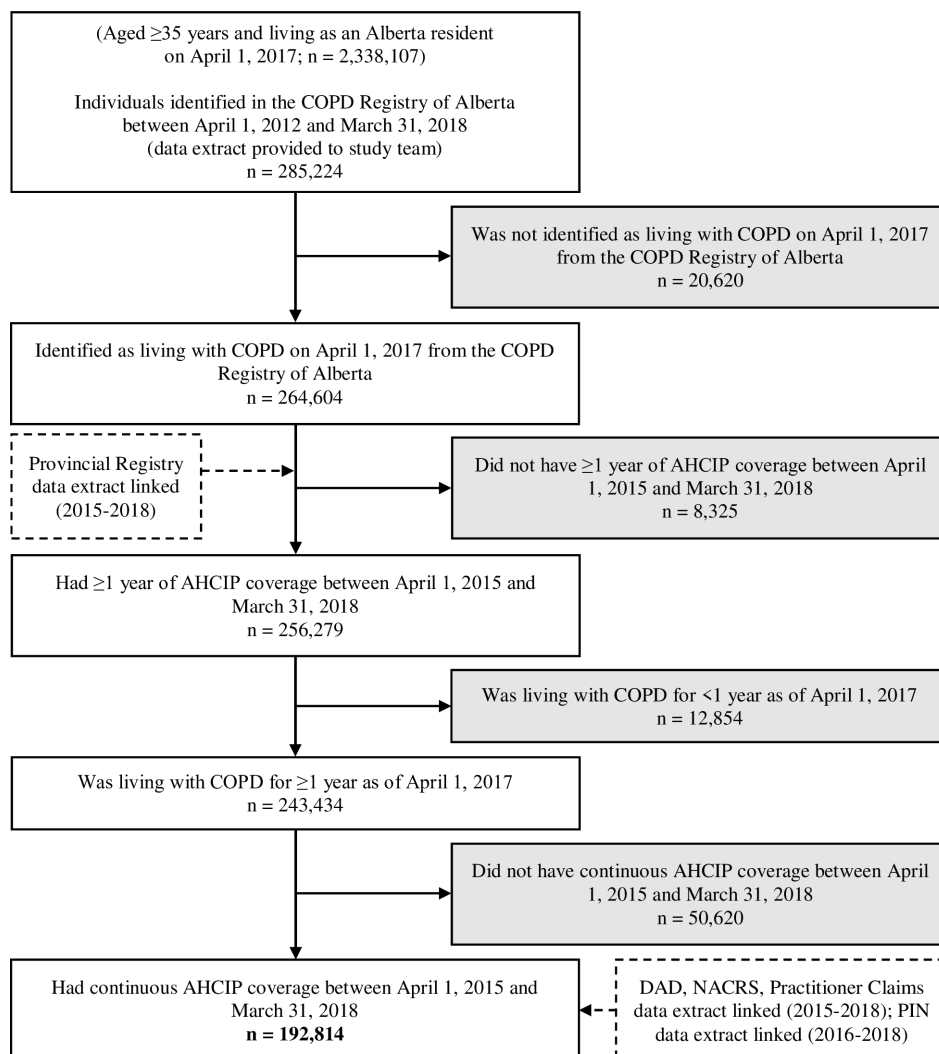 (Aged ≥35 years and living as an Alberta resident
on April 1, 2017; n = 2,338,107)
Individuals identified in the COPD Registry of Alberta
between April 1, 2012 and March 31, 2018
(data extract provided to study team)
n = 285,224
Was not identified as living with COPD on April 1, 2017
from the COPD Registry of Alberta
n = 20,620
Identified as living with COPD on April 1, 2017 from the COPD
Registry of Alberta
n = 264,604
Provincial Registry
data extract linked
(2015-2018)
Did not have ≥1 year of AHCIP coverage between April
1, 2015 and March 31, 2018
n = 8,325
Had ≥1 year of AHCIP coverage between April 1, 2015 and
March 31, 2018
n = 256,279
Was living with COPD for <1 year as of April 1, 2017
n = 12,854
Was living with COPD for ≥1 year as of April 1, 2017
n = 243,434
Did not have continuous AHCIP coverage between April
1, 2015 and March 31, 2018
n = 50,620
Had continuous AHCIP coverage between April 1, 2015 and
March 31, 2018
n = 192,814
DAD, NACRS, Practitioner Claims
data extract linked (2015-2018); PIN
data extract linked (2016-2018)